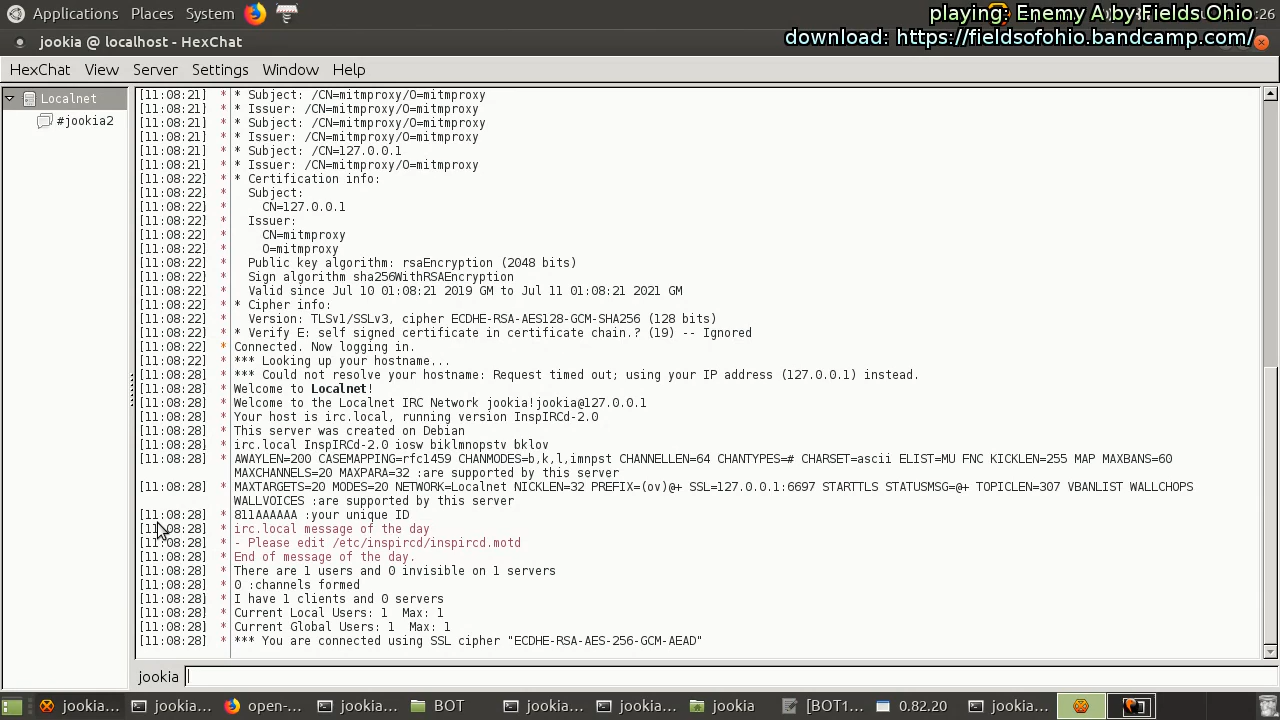 Applications Places System
playing: Enemy A by Fields Ohio
:26
jookia @ localhost - HexChat
download: https://fieldsofohio.bandcamp.com/
HexChat View Server Settings Window Help
Localnet
#jookia2
[11:08:21] * * Subject: /CN=mitmproxy/O=mitmproxy
[11:08:21] * * Issuer: /CN=mitmproxy/O=mitmproxy
[11:08:21] * * Subject: /CN=mitmproxy/O=mitmproxy
[11:08:21] * * Issuer: /CN=mitmproxy/O=mitmproxy
[11:08:21] * * Subject: /CN=127.0.0.1
[11:08:21] * * Issuer: /CN=mitmproxy/O=mitmproxy
[11:08:22] * * Certification info:
[11:08:22] * Subject:
[11:08:22] * CN=127.0.0.1
[11:08:22] * Issuer:
[11:08:22] * CN=mitmproxy
[11:08:22] * O=mitmproxy
[11:08:22] * Public key algorithm: rsaEncryption (2048 bits)
[11:08:22] * Sign algorithm sha256WithRSAEncryption
[11:08:22] * Valid since Jul 10 01:08:21 2019 GM to Jul 11 01:08:21 2021 GM
[11:08:22] * * Cipher info:
[11:08:22] * Version: TLSv1/SSLv3, cipher ECDHE-RSA-AES128-GCM-SHA256 (128 bits)
[11:08:22] * * Verify E: self signed certificate in certificate chain.? (19) -- Ignored
[11:08:22] * Connected. Now logging in.
[11:08:22] * *** Looking up your hostname...
[11:08:28] * *** Could not resolve your hostname: Request timed out; using your IP address (127.0.0.1) instead.
[11:08:28] * Welcome to Localnet!
[11:08:28] * Welcome to the Localnet IRC Network jookia!jookia@127.0.0.1
[11:08:28] * Your host is irc.local, running version InspIRCd-2.0
[11:08:28] * This server was created on Debian
[11:08:28] * irc.local InspIRCd-2.0 iosw biklmnopstv bklov
[11:08:28] * AWAYLEN=200 CASEMAPPING=rfc1459 CHANMODES=b,k,l,imnpst CHANNELLEN=64 CHANTYPES=# CHARSET=ascii ELIST=MU FNC KICKLEN=255 MAP MAXBANS=60
MAXCHANNELS=20 MAXPARA=32 :are supported by this server
[11:08:28] * MAXTARGETS=20 MODES=20 NETWORK=Localnet NICKLEN=32 PREFIX=(ov)@+ SSL=127.0.0.1:6697 STARTTLS STATUSMSG=@+ TOPICLEN=307 VBANLIST WALLCHOPS
WALLVOICES :are supported by this server
[11:08:28] * 811AAAAAA :your unique ID
[11:08:28] * irc.local message of the day
[11:08:28] * - Please edit /etc/inspircd/inspircd.motd
[11:08:28] * End of message of the day.
[11:08:28] * There are 1 users and 0 invisible on 1 servers
[11:08:28] * 0 :channels formed
[11:08:28] * I have 1 clients and 0 servers
[11:08:28] * Current Local Users: 1 Max: 1
[11:08:28] * Current Global Users: 1 Max: 1
[11:08:28] * *** You are connected using SSL cipher "ECDHE-RSA-AES-256-GCM-AEAD"
jookia
jookia... jookia... open-... jookia... BOT jookia... jookia... jookia [BOT1... 0.82.20 jookia...